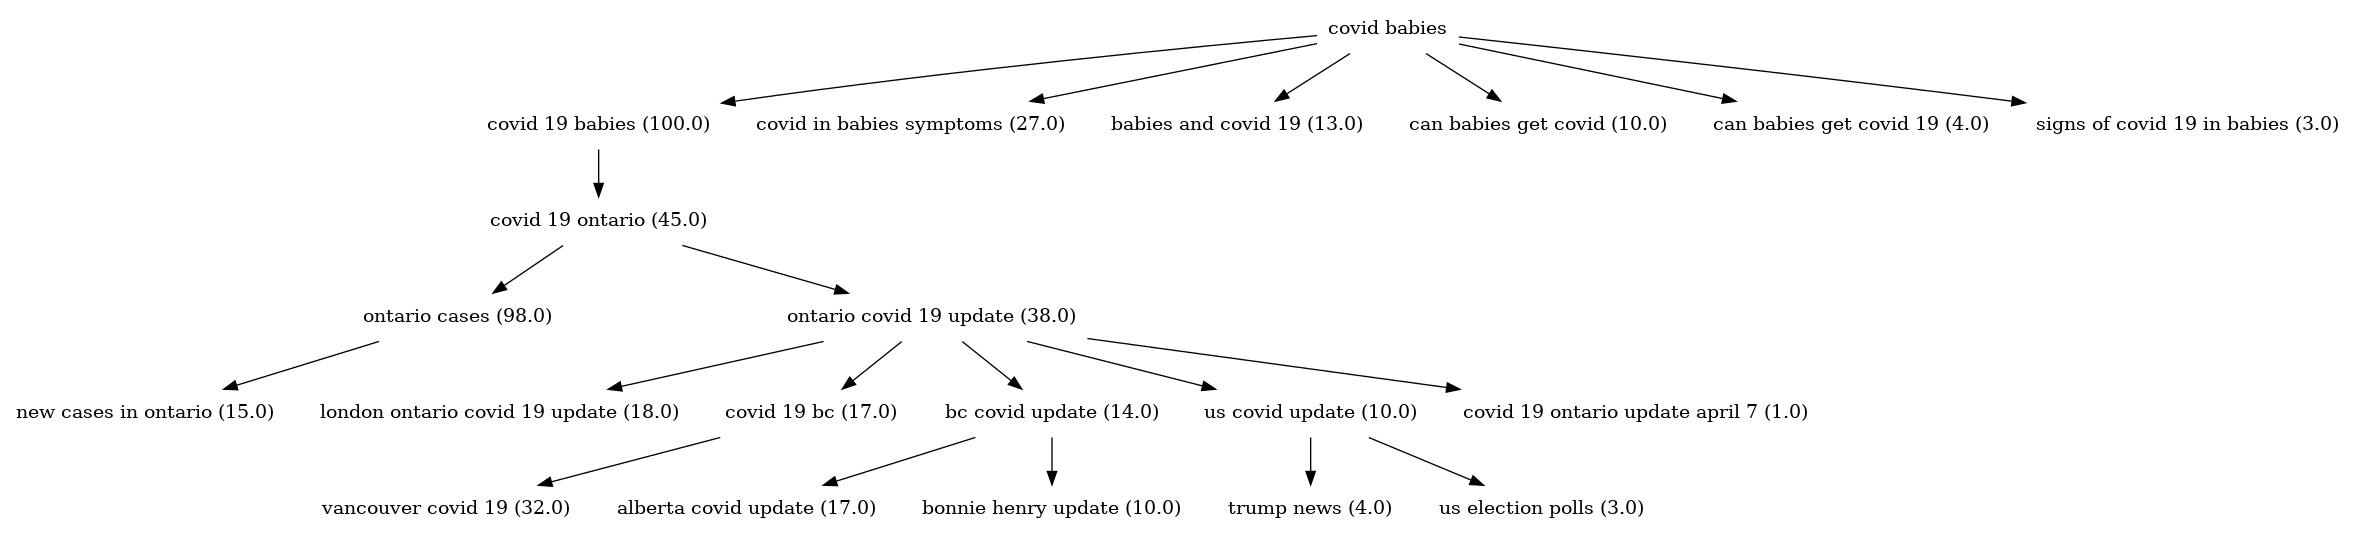 covid babies
covid 19 babies (100.0)
covid in babies symptoms (27.0)
babies and covid 19 (13.0)
can babies get covid (10.0)
can babies get covid 19 (4.0)
signs of covid 19 in babies (3.0)
covid 19 ontario (45.0)
ontario cases (98.0)
ontario covid 19 update (38.0)
new cases in ontario (15.0)
london ontario covid 19 update (18.0)
covid 19 bc (17.0)
bc covid update (14.0)
us covid update (10.0)
covid 19 ontario update april 7 (1.0)
vancouver covid 19 (32.0)
alberta covid update (17.0)
bonnie henry update (10.0)
trump news (4.0)
us election polls (3.0)